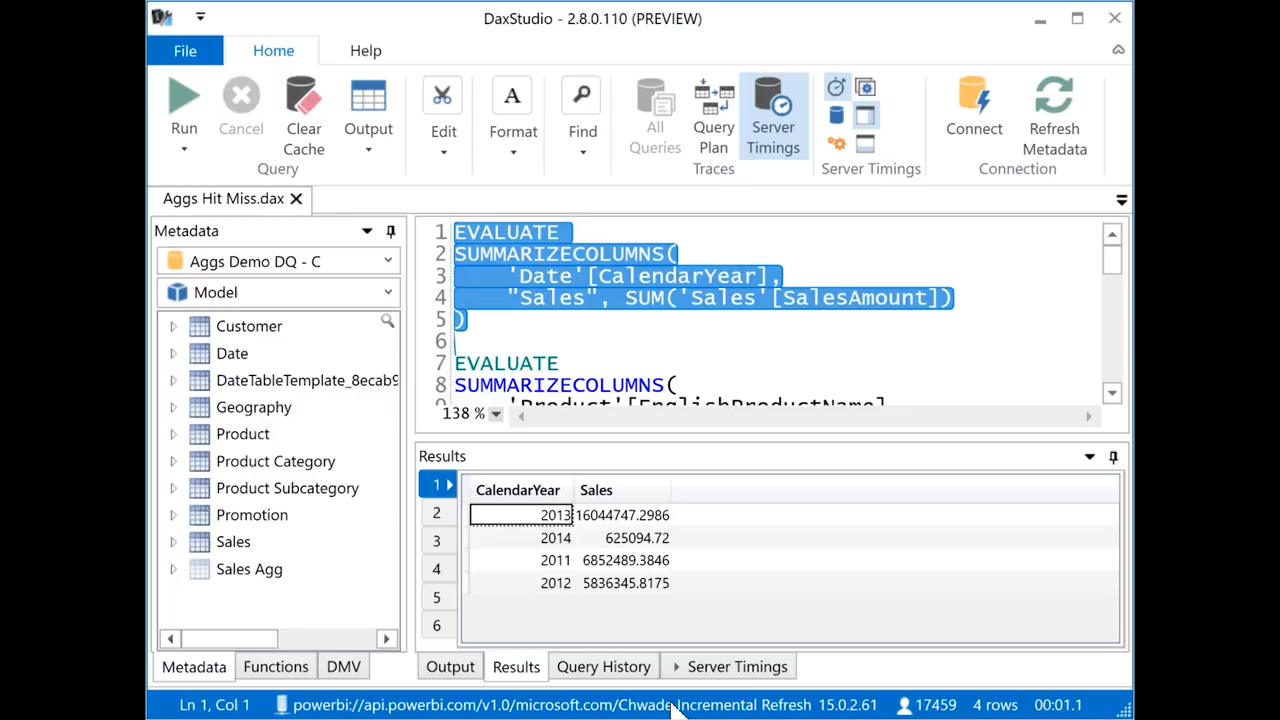 DaxStudio - 2.8.0.110 (PREVIEW)
File
Home
Help
Run
Cancel
Clear
Cache
Output
Query
Edit
Format
Find
All
Queries
Query
Plan
Server
Timings
Traces
Server Timings
Connect
Refresh
Metadata
Connection
Aggs Hit Miss.dax
Metadata
Aggs Demo DQ - C
Model
Customer
Date
DateTableTemplate_8ecab9
Geography
Product
Product Category
Product Subcategory
Promotion
Sales
Sales Agg
Metadata
Functions
DMV
1 EVALUATE
2 SUMMARIZECOLUMNS(
3 'Date'[CalendarYear],
4 "Sales", SUM('Sales'[SalesAmount])
5 )
6
7 EVALUATE
8 SUMMARIZECOLUMNS(
9 'Product'[EnglishProductName]
138 %
Results
1
2
3
4
5
6
CalendarYear Sales
2013 16044747.2986
2014 625094.72
2011 6852489.3846
2012 5836345.8175
Output
Results
Query History
Server Timings
Ln 1, Col 1
powerbi://api.powerbi.com/v1.0/microsoft.com/Chwade Incremental Refresh
15.0.2.61
17459
4 rows
00:01.1